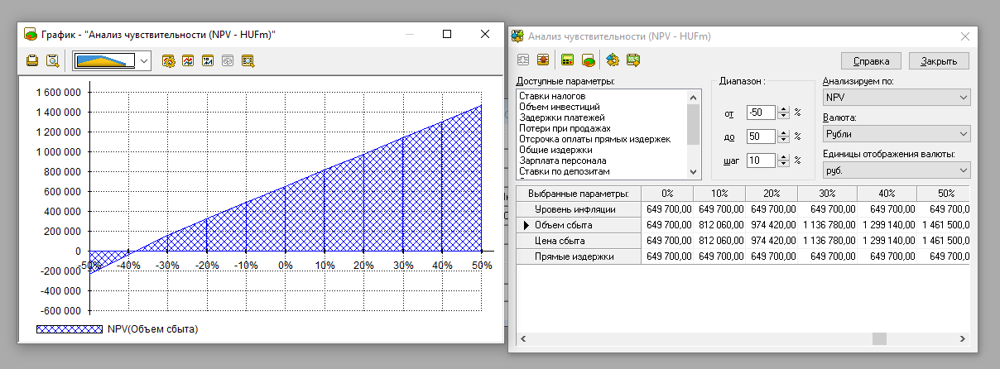 График - "Анализ чувствительности (NPV - HUFm)"
1 600 000
1 400 000
1 200 000
1 000 000
800 000
600 000
400 000
200 000
0
-200 000
-400 000
-600 000
-50% -40% -30% -20% -10% 0% 10% 20% 30% 40% 50%
NPV(Объем сбыта)
Анализ чувствительности (NPV - HUFm)
Справка Закрыть
Доступные параметры:
Ставки налогов
Объем инвестиций
Задержки платежей
Потери при продажах
Отсрочка оплаты прямых издержек
Общие издержки
Зарплата персонала
Ставки по депозитам
Диапазон :
от -50 %
до 50 %
шаг 10 %
Анализируем по:
NPV
Валюта:
Рубли
Единицы отображения валюты:
руб.
Выбранные параметры: 0% 10% 20% 30% 40% 50%
Уровень инфляции 649 700,00 649 700,00 649 700,00 649 700,00 649 700,00 649 700,0
Объем сбыта 649 700,00 812 060,00 974 420,00 1 136 780,00 1 299 140,00 1 461 500,0
Цена сбыта 649 700,00 812 060,00 974 420,00 1 136 780,00 1 299 140,00 1 461 500,0
Прямые издержки 649 700,00 649 700,00 649 700,00 649 700,00 649 700,00 649 700,0